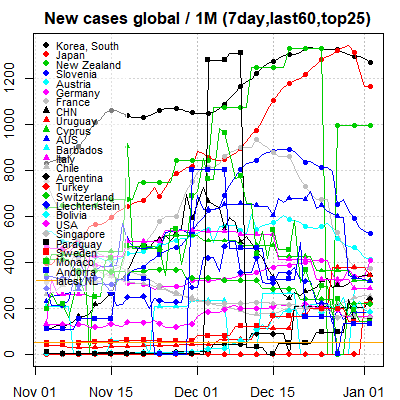 New cases global / 1M (7day,last60,top25)
Korea, South
Japan
New Zealand
Slovenia
Austria
Germany
France
CHN
Uruguay
Cyprus
AUS
Barbados
Italy
Chile
Argentina
Turkey
Switzerland
Liechtenstein
Bolivia
USA
Singapore
Paraguay
Sweden
Monaco
Andorra
latest NL
0
200
400
600
800
1000
1200
Nov 01
Nov 15
Dec 01
Dec 15
Jan 01